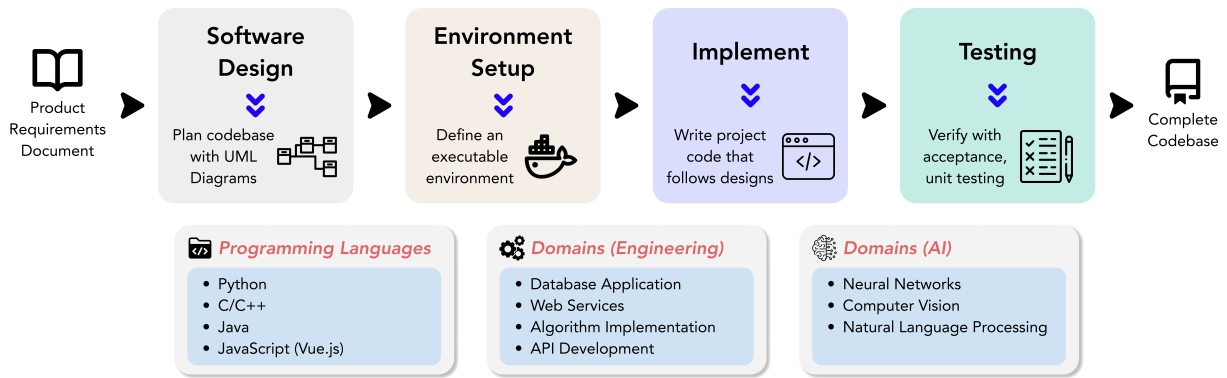 Product
Requirements
Document
Software
Design
Plan codebase
with UML
Diagrams
Environment
Setup
Define an
executable
environment
Implement
Write project
code that
follows designs
</>
Testing
Verify with
acceptance,
unit testing
Complete
Codebase
</>
Programming Languages
• Python
• C/C++
• Java
• JavaScript (Vue.js)
Domains (Engineering)
• Database Application
• Web Services
• Algorithm Implementation
• API Development
Domains (AI)
• Neural Networks
• Computer Vision
• Natural Language Processing